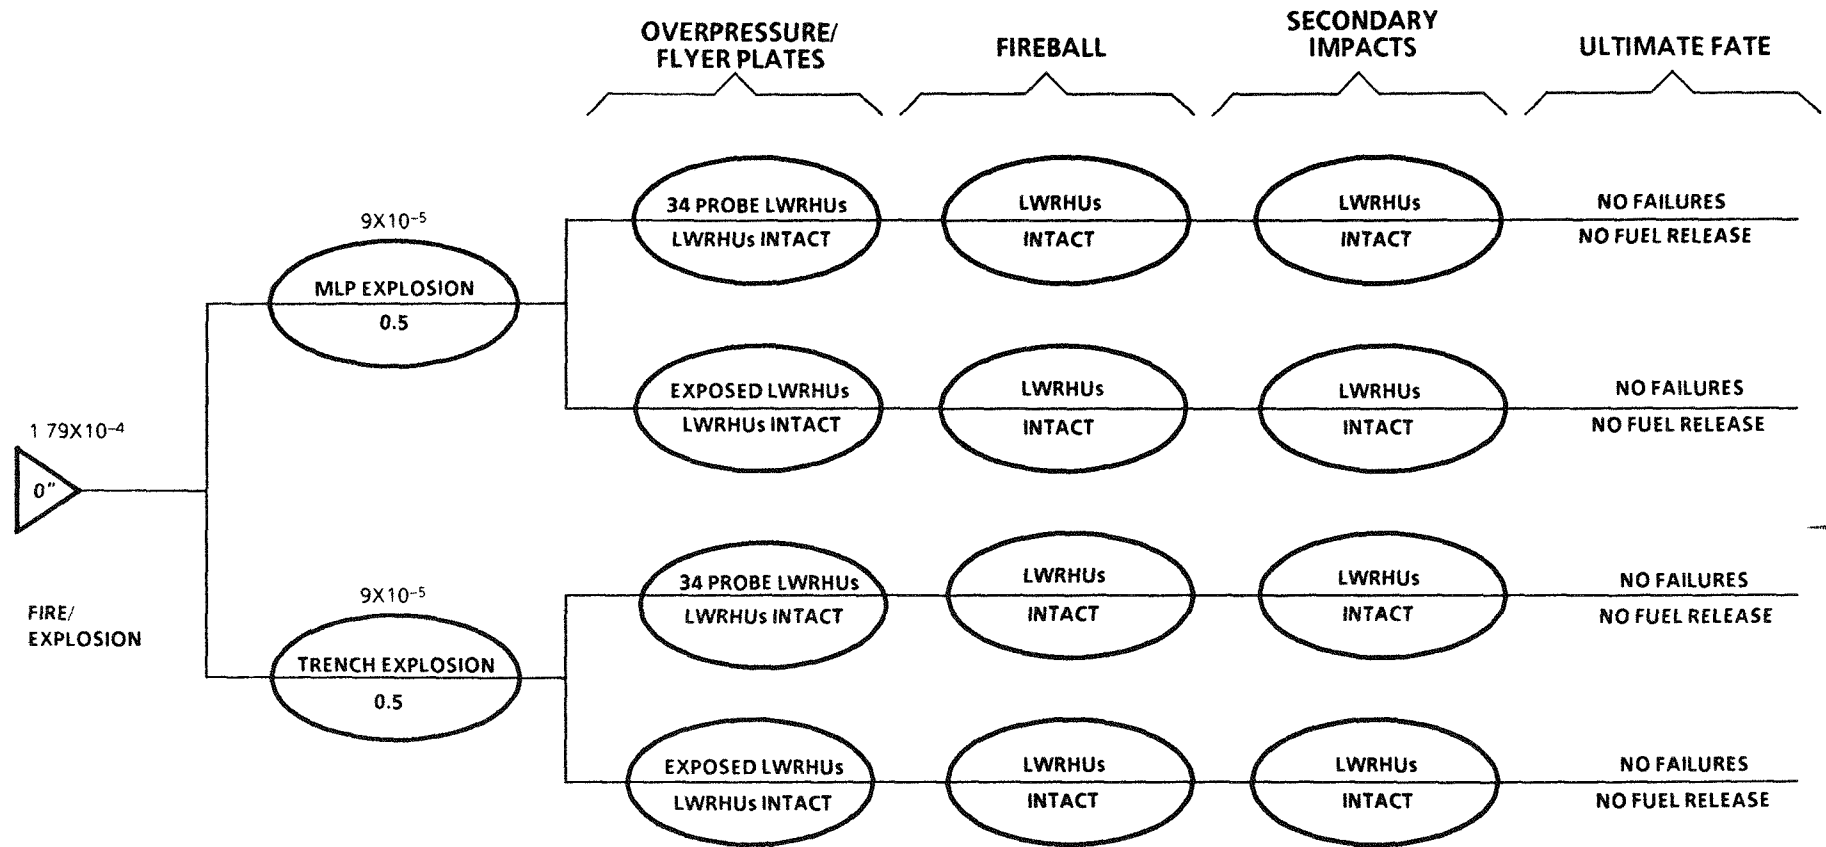 OVERPRESSURE/
FLYER PLATES
FIREBALL
SECONDARY
IMPACTS
ULTIMATE FATE
34 PROBE LWRHUs
LWRHUs INTACT
LWRHUs
INTACT
LWRHUs
INTACT
NO FAILURES
NO FUEL RELEASE
9X10⁻⁵
MLP EXPLOSION
0.5
EXPOSED LWRHUs
LWRHUs INTACT
LWRHUs
INTACT
LWRHUs
INTACT
NO FAILURES
NO FUEL RELEASE
1 79X10⁻⁴
0"
FIRE/
EXPLOSION
34 PROBE LWRHUs
LWRHUs INTACT
LWRHUs
INTACT
LWRHUs
INTACT
NO FAILURES
NO FUEL RELEASE
9X10⁻⁵
TRENCH EXPLOSION
0.5
EXPOSED LWRHUs
LWRHUs INTACT
LWRHUs
INTACT
LWRHUs
INTACT
NO FAILURES
NO FUEL RELEASE